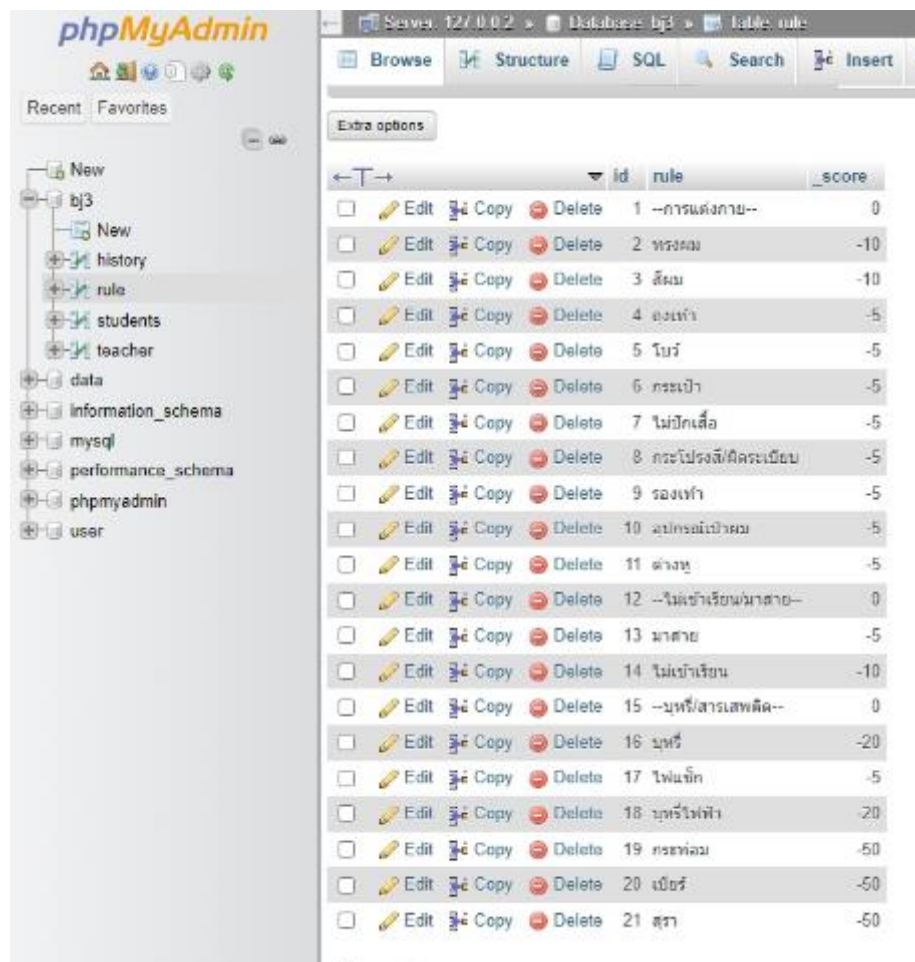 phpMyAdmin
Server: 127.0.0.2 » Database: bj3 » Table: rule
Browse Structure SQL Search Insert
Recent Favorites
Extra options
New
bj3
New
history
rule
students
teacher
data
information_schema
mysql
performance_schema
phpmyadmin
user
←T→ id rule _score
Edit Copy Delete 1 --การแต่งกาย-- 0
Edit Copy Delete 2 ทรงผม -10
Edit Copy Delete 3 สีผม -10
Edit Copy Delete 4 ถุงเท้า -5
Edit Copy Delete 5 โบว์ -5
Edit Copy Delete 6 กระเป๋า -5
Edit Copy Delete 7 ไม่ปักเสื้อ -5
Edit Copy Delete 8 กระโปรงสี/ผิดระเบียบ -5
Edit Copy Delete 9 รองเท้า -5
Edit Copy Delete 10 อุปกรณ์เป่าผม -5
Edit Copy Delete 11 ต่างหู -5
Edit Copy Delete 12 --ไม่เข้าเรียน/มาสาย-- 0
Edit Copy Delete 13 มาสาย -5
Edit Copy Delete 14 ไม่เข้าเรียน -10
Edit Copy Delete 15 --บุหรี่/สารเสพติด-- 0
Edit Copy Delete 16 บุหรี่ -20
Edit Copy Delete 17 ไฟแช็ก -5
Edit Copy Delete 18 บุหรี่ไฟฟ้า -20
Edit Copy Delete 19 กระท่อม -50
Edit Copy Delete 20 เบียร์ -50
Edit Copy Delete 21 สุรา -50